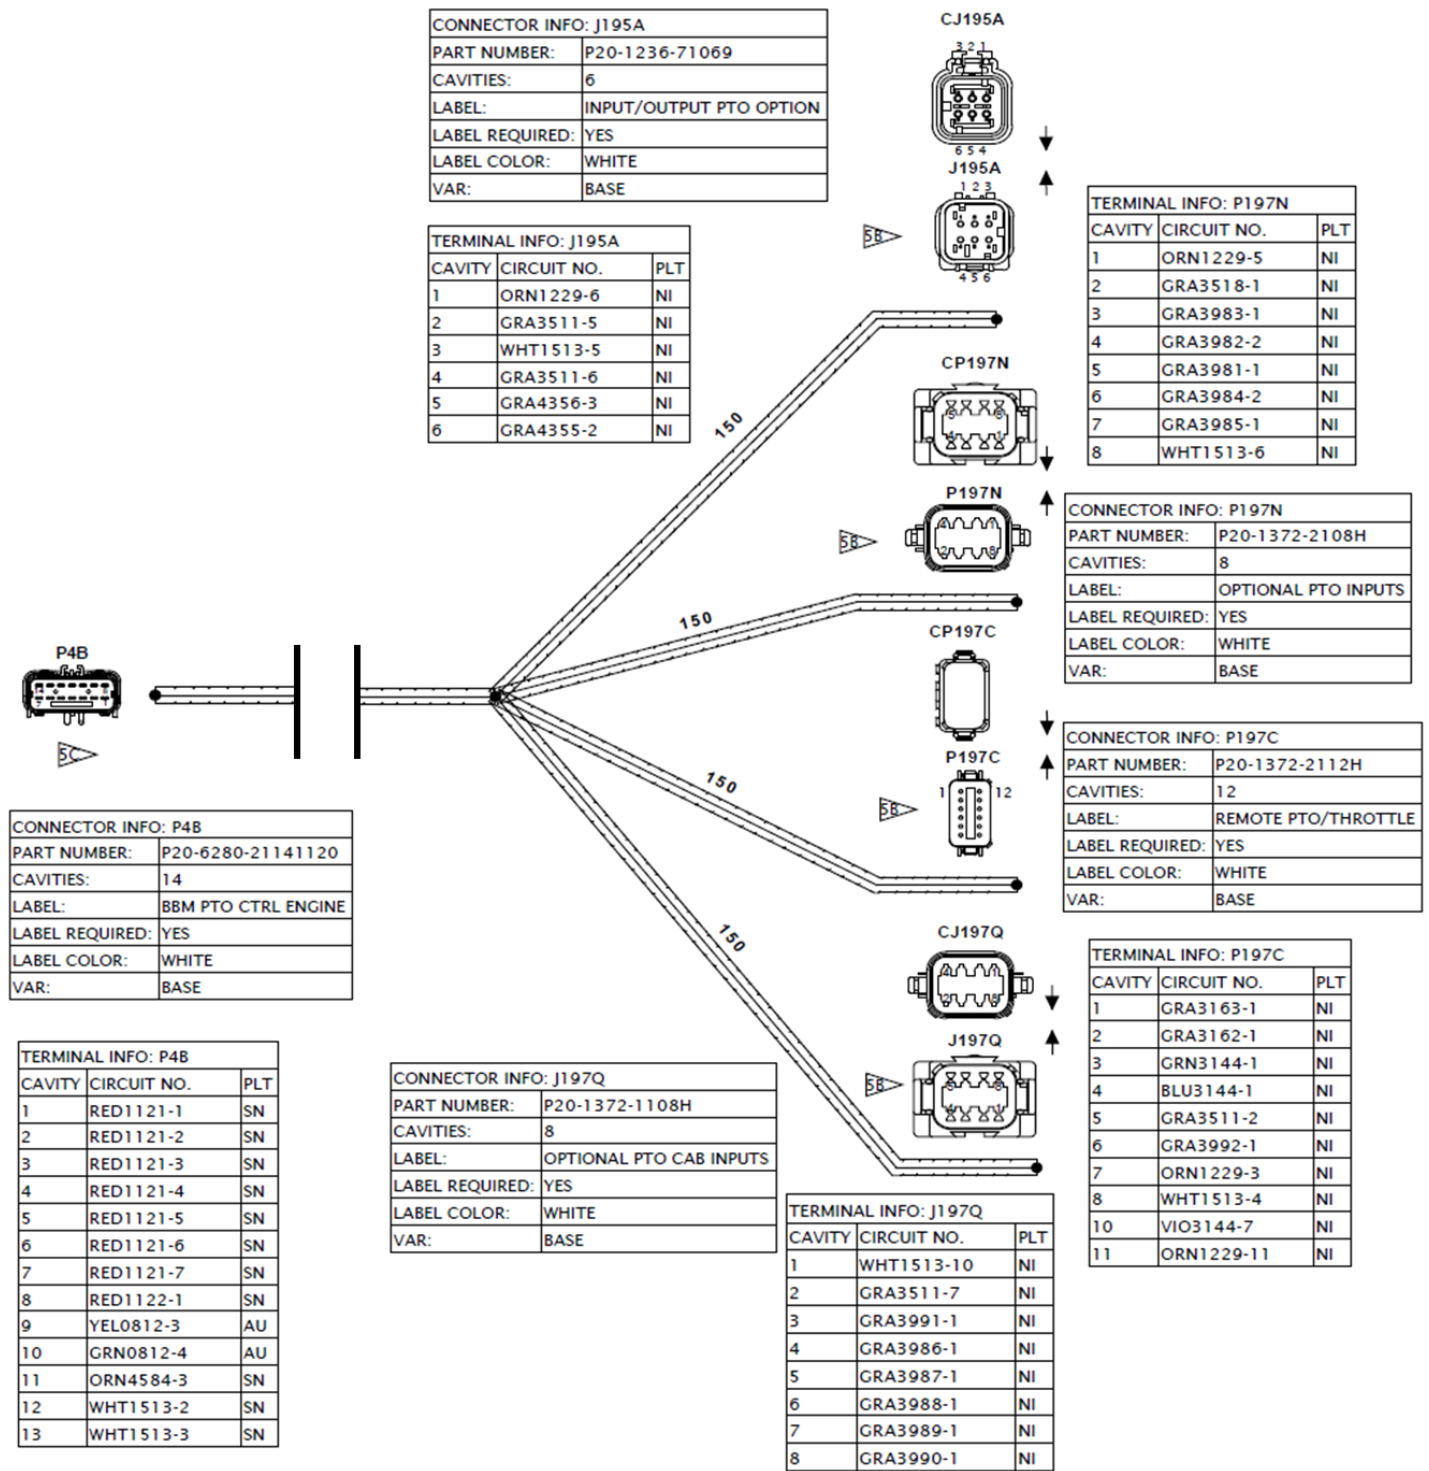 CONNECTOR INFO: J195A
PART NUMBER: P20-1236-71069
CAVITIES: 6
LABEL: INPUT/OUTPUT PTO OPTION
LABEL REQUIRED: YES
LABEL COLOR: WHITE
VAR: BASE
CJ195A
3 2 1
6 5 4
J195A
1 2 3
4 5 6
5B
TERMINAL INFO: J195A
CAVITY CIRCUIT NO. PLT
1 ORN1229-6 NI
2 GRA3511-5 NI
3 WHT1513-5 NI
4 GRA3511-6 NI
5 GRA4356-3 NI
6 GRA4355-2 NI
TERMINAL INFO: P197N
CAVITY CIRCUIT NO. PLT
1 ORN1229-5 NI
2 GRA3518-1 NI
3 GRA3983-1 NI
4 GRA3982-2 NI
5 GRA3981-1 NI
6 GRA3984-2 NI
7 GRA3985-1 NI
8 WHT1513-6 NI
150
CP197N
5 8
4 1
P197N
4 1
5B
CONNECTOR INFO: P197N
PART NUMBER: P20-1372-2108H
CAVITIES: 8
LABEL: OPTIONAL PTO INPUTS
LABEL REQUIRED: YES
LABEL COLOR: WHITE
VAR: BASE
150
CP197C
P4B
7 1
5C
P197C
1 12
5B
150
CONNECTOR INFO: P197C
PART NUMBER: P20-1372-2112H
CAVITIES: 12
LABEL: REMOTE PTO/THROTTLE
LABEL REQUIRED: YES
LABEL COLOR: WHITE
VAR: BASE
CONNECTOR INFO: P4B
PART NUMBER: P20-6280-21141120
CAVITIES: 14
LABEL: BBM PTO CTRL ENGINE
LABEL REQUIRED: YES
LABEL COLOR: WHITE
VAR: BASE
150
CJ197Q
4 1
J197Q
5 8
4 1
5B
TERMINAL INFO: P197C
CAVITY CIRCUIT NO. PLT
1 GRA3163-1 NI
2 GRA3162-1 NI
3 GRN3144-1 NI
4 BLU3144-1 NI
5 GRA3511-2 NI
6 GRA3992-1 NI
7 ORN1229-3 NI
8 WHT1513-4 NI
10 VIO3144-7 NI
11 ORN1229-11 NI
TERMINAL INFO: P4B
CAVITY CIRCUIT NO. PLT
1 RED1121-1 SN
2 RED1121-2 SN
3 RED1121-3 SN
4 RED1121-4 SN
5 RED1121-5 SN
6 RED1121-6 SN
7 RED1121-7 SN
8 RED1122-1 SN
9 YEL0812-3 AU
10 GRN0812-4 AU
11 ORN4584-3 SN
12 WHT1513-2 SN
13 WHT1513-3 SN
CONNECTOR INFO: J197Q
PART NUMBER: P20-1372-1108H
CAVITIES: 8
LABEL: OPTIONAL PTO CAB INPUTS
LABEL REQUIRED: YES
LABEL COLOR: WHITE
VAR: BASE
TERMINAL INFO: J197Q
CAVITY CIRCUIT NO. PLT
1 WHT1513-10 NI
2 GRA3511-7 NI
3 GRA3991-1 NI
4 GRA3986-1 NI
5 GRA3987-1 NI
6 GRA3988-1 NI
7 GRA3989-1 NI
8 GRA3990-1 NI